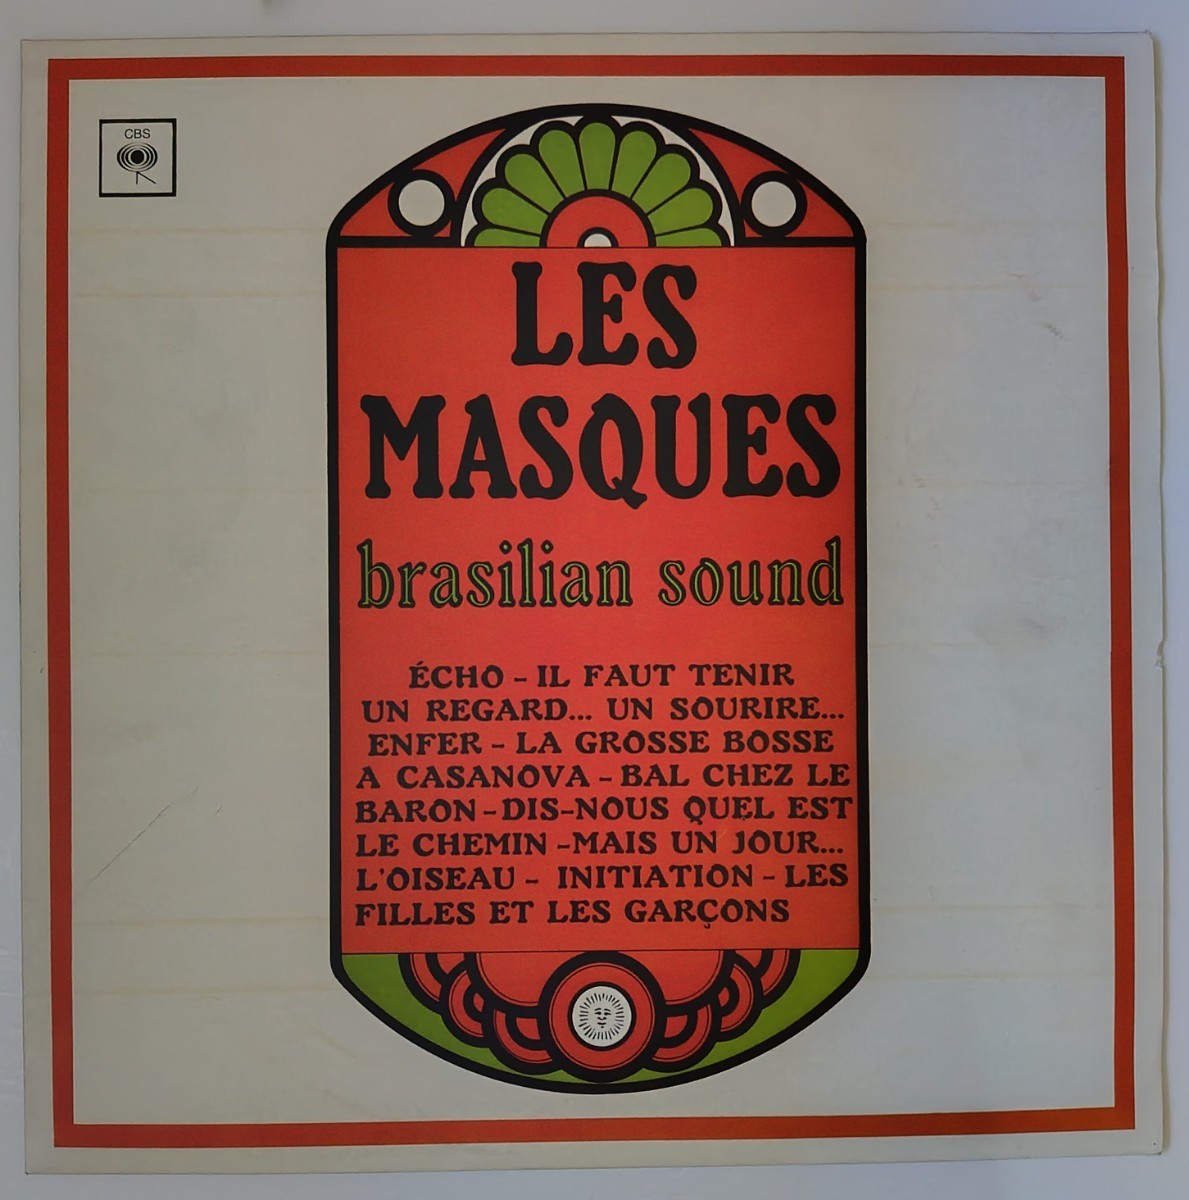 CBS
LES
MASQUES
brasilian sound
ÉCHO - IL FAUT TENIR
UN REGARD... UN SOURIRE...
ENFER - LA GROSSE BOSSE
A CASANOVA - BAL CHEZ LE
BARON - DIS-NOUS QUEL EST
LE CHEMIN - MAIS UN JOUR...
L'OISEAU - INITIATION - LES
FILLES ET LES GARÇONS